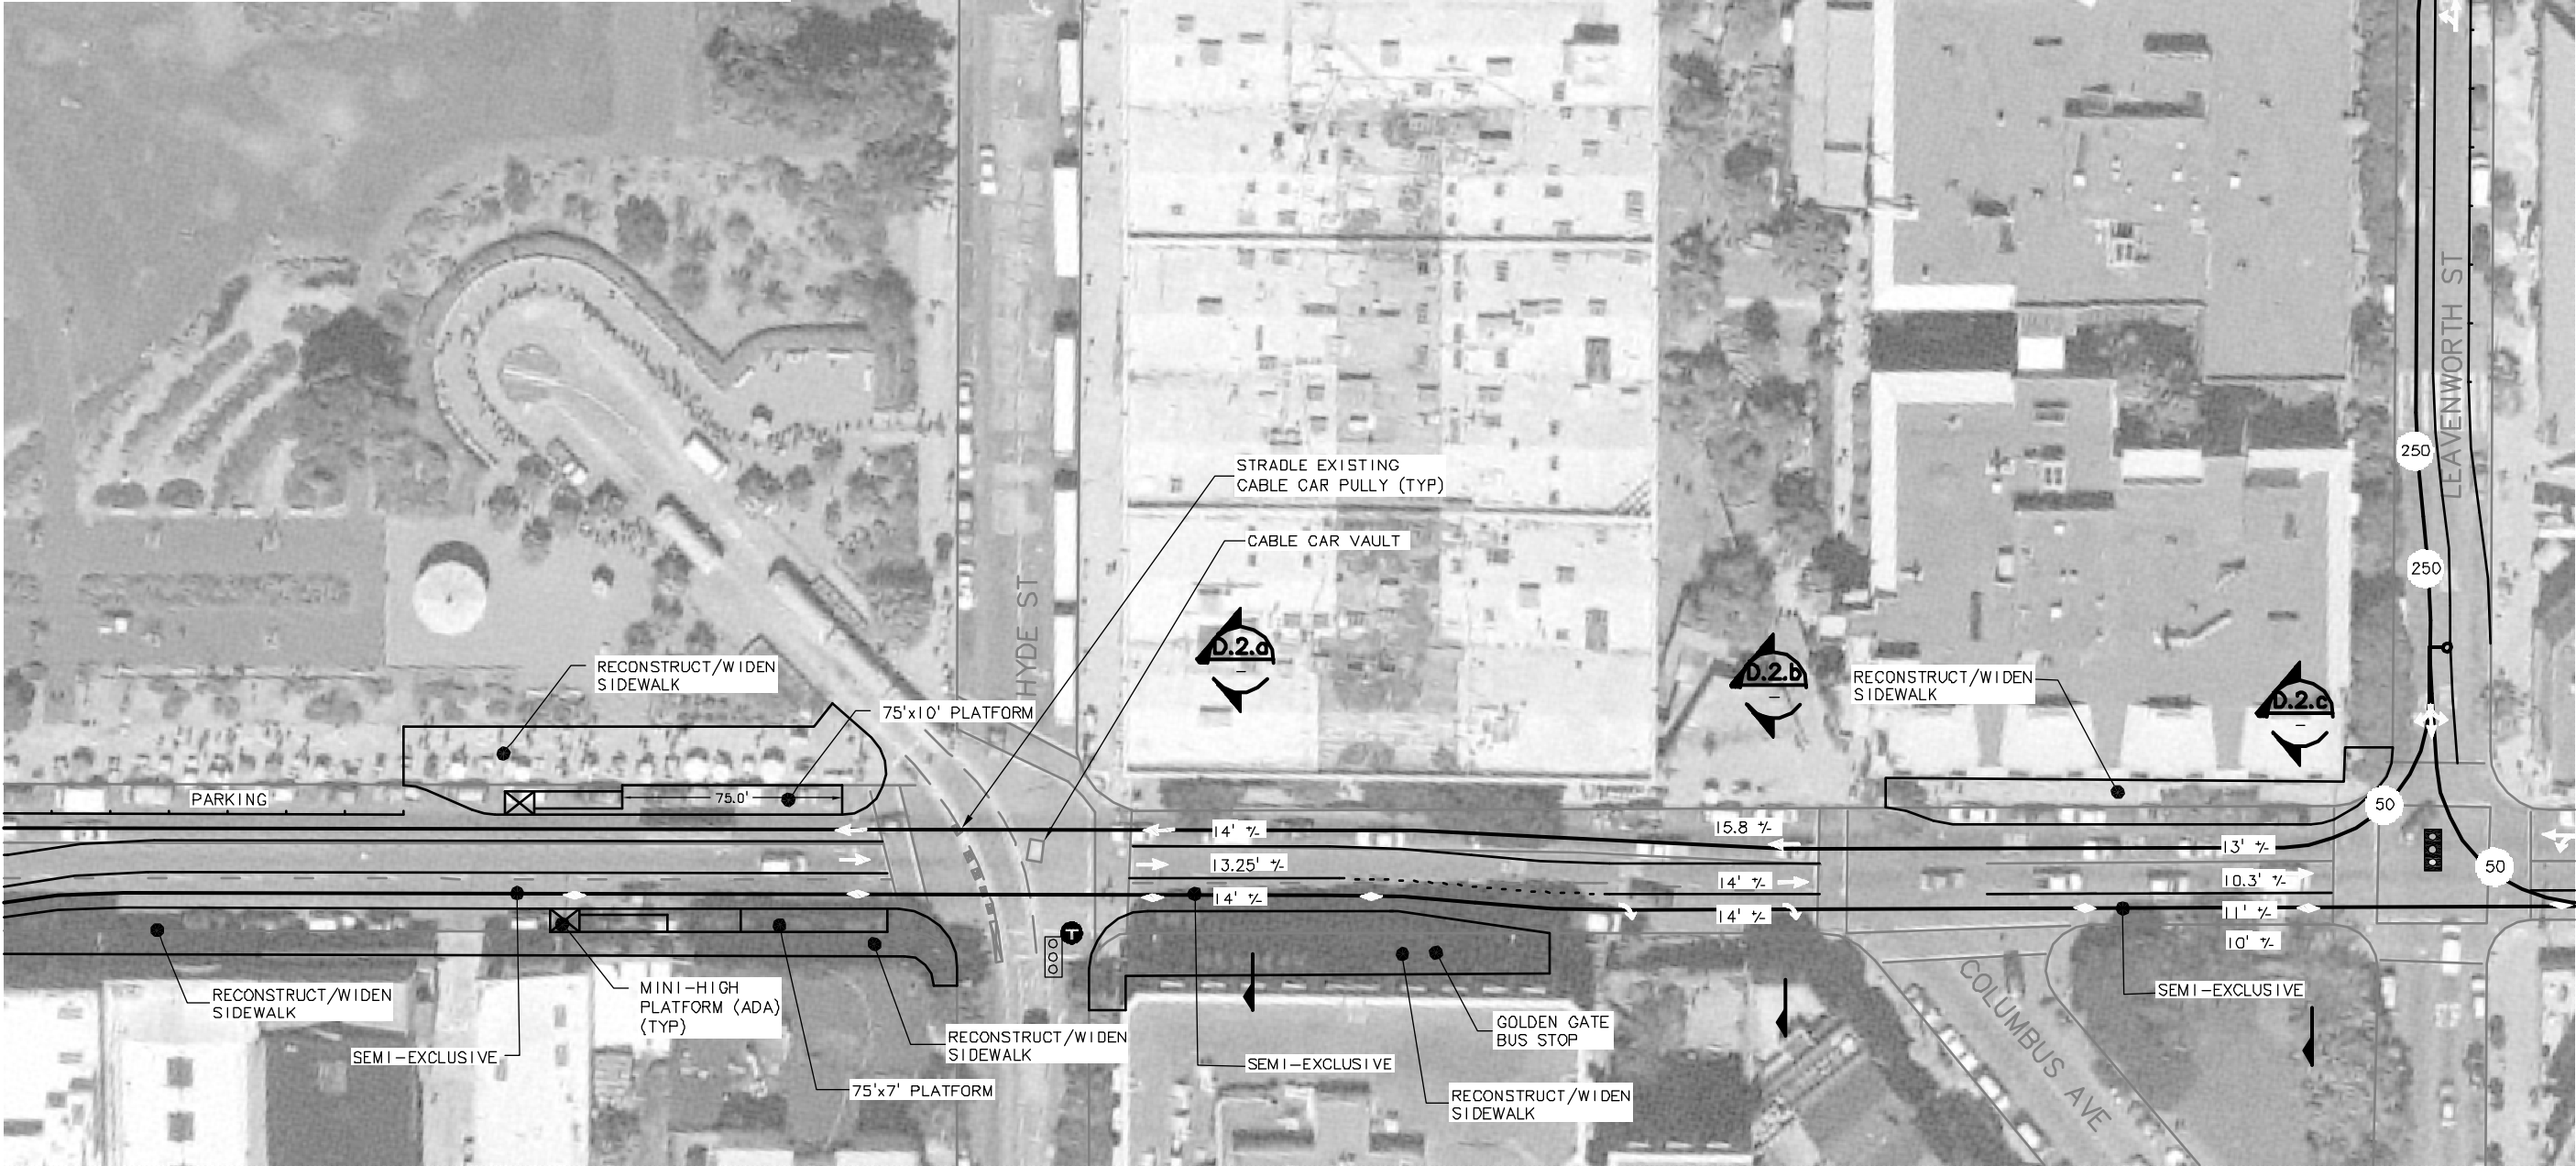 LEAVENWORTH ST
250
STRADLE EXISTING
CABLE CAR PULLY (TYP)
CABLE CAR VAULT
250
HYDE ST
D.2.a
-
D.2.b
-
D.2.c
-
RECONSTRUCT/WIDEN
SIDEWALK
RECONSTRUCT/WIDEN
SIDEWALK
75'x10' PLATFORM
PARKING
75.0'
50
14' +/-
15.8 +/-
13' +/-
13.25' +/-
50
14' +/-
14' +/-
10.3' +/-
14' +/-
11' +/-
T
10' +/-
RECONSTRUCT/WIDEN
SIDEWALK
MINI-HIGH
PLATFORM (ADA)
(TYP)
COLUMBUS AVE
SEMI-EXCLUSIVE
GOLDEN GATE
BUS STOP
RECONSTRUCT/WIDEN
SIDEWALK
SEMI-EXCLUSIVE
SEMI-EXCLUSIVE
75'x7' PLATFORM
RECONSTRUCT/WIDEN
SIDEWALK